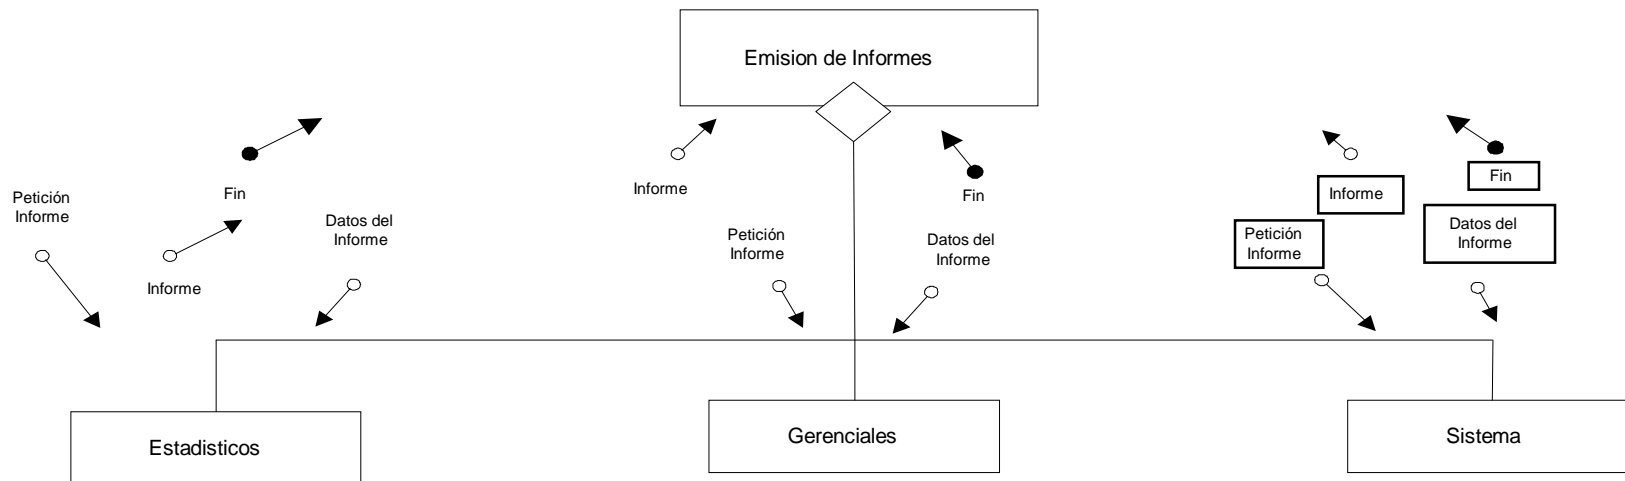 Emision de Informes
Petición
Informe
Fin
Informe
Datos del
Informe
Informe
Fin
Petición
Informe
Datos del
Informe
Informe
Fin
Petición
Informe
Datos del
Informe
Estadisticos
Gerenciales
Sistema